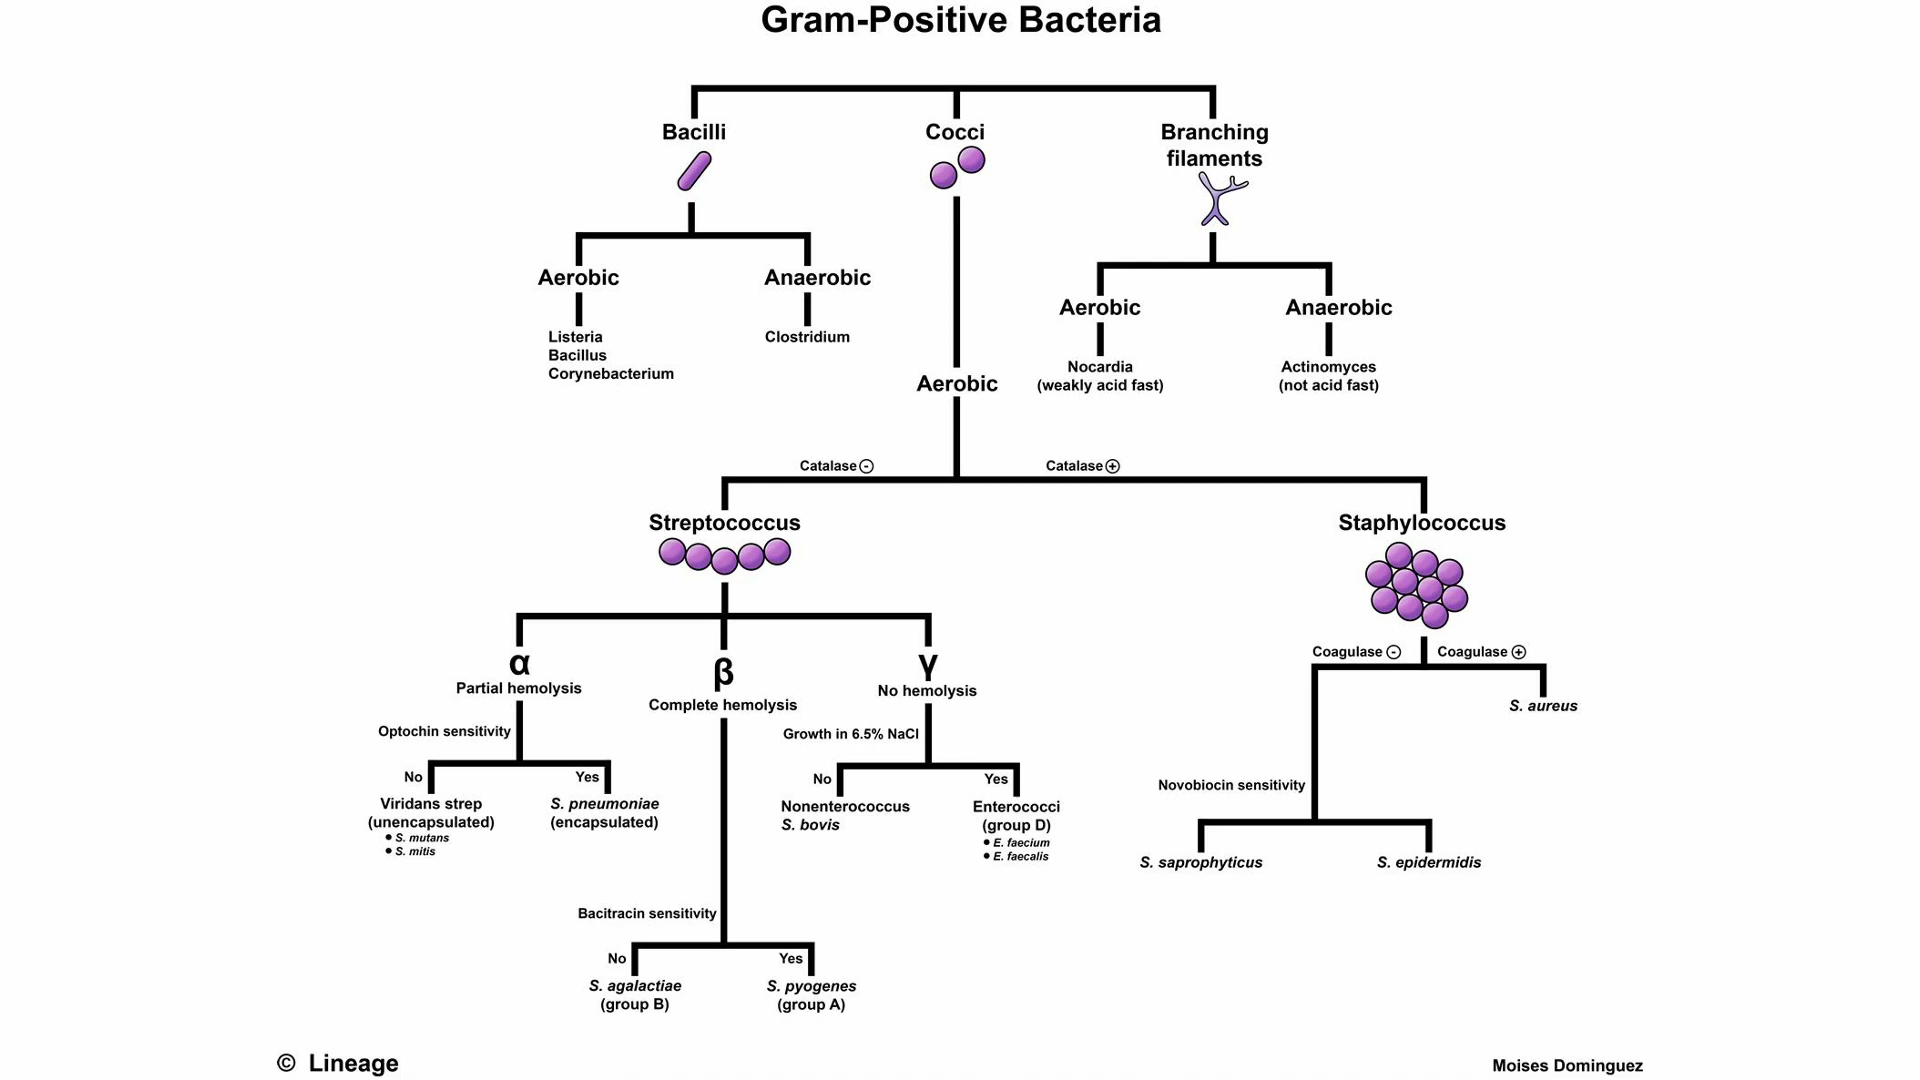 Gram-Positive Bacteria
Bacilli
Cocci
Branching
filaments
Aerobic
Anaerobic
Listeria
Bacillus
Corynebacterium
Clostridium
Aerobic
Aerobic
Anaerobic
Nocardia
(weakly acid fast)
Actinomyces
(not acid fast)
Catalase -
Catalase +
Streptococcus
Staphylococcus
α
Partial hemolysis
β
Complete hemolysis
γ
No hemolysis
Optochin sensitivity
No
Yes
Viridans strep
(unencapsulated)
• S. mutans
• S. mitis
S. pneumoniae
(encapsulated)
Growth in 6.5% NaCl
No
Yes
Nonenterococcus
S. bovis
Enterococci
(group D)
• E. faecium
• E. faecalis
Bacitracin sensitivity
No
Yes
S. agalactiae
(group B)
S. pyogenes
(group A)
Coagulase -
Coagulase +
S. aureus
Novobiocin sensitivity
S. saprophyticus
S. epidermidis
© Lineage
Moises Dominguez